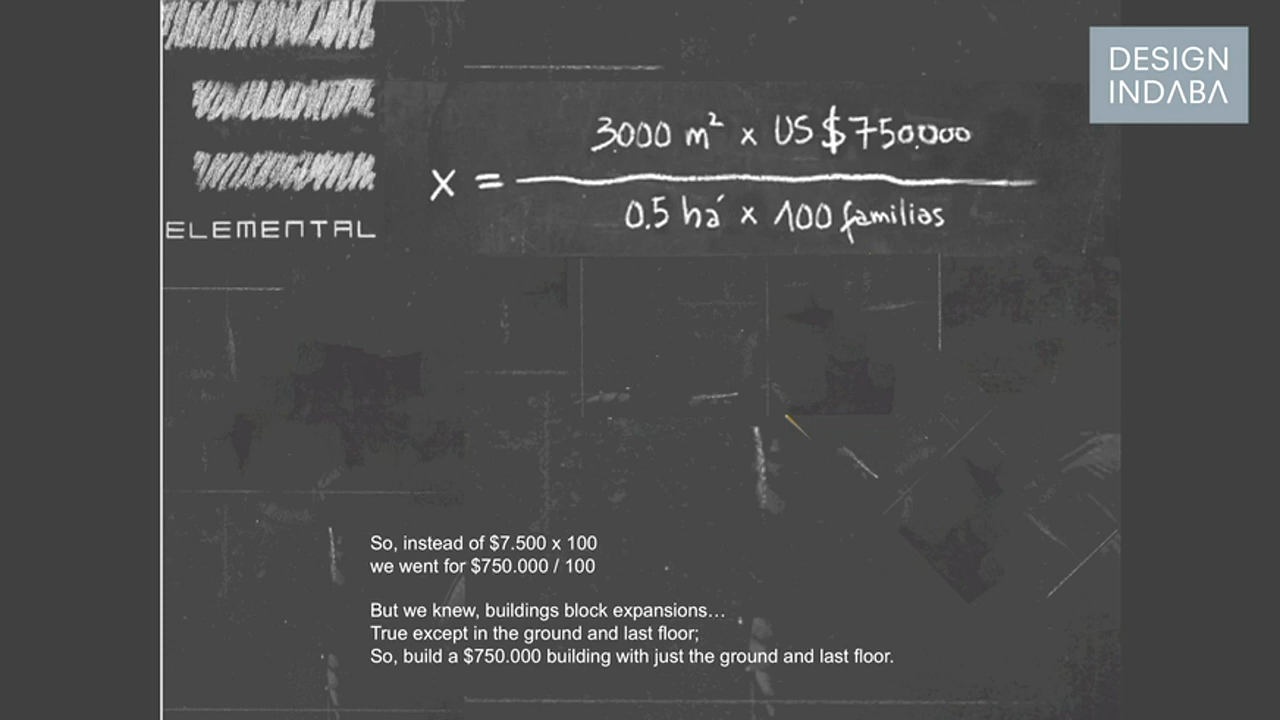 DESIGN
INDABA
ELEMENTAL
x = 3.000 m² x US $750.000
0.5 há x 100 familias
So, instead of $7.500 x 100
we went for $750.000 / 100
But we knew, buildings block expansions…
True except in the ground and last floor;
So, build a $750.000 building with just the ground and last floor.